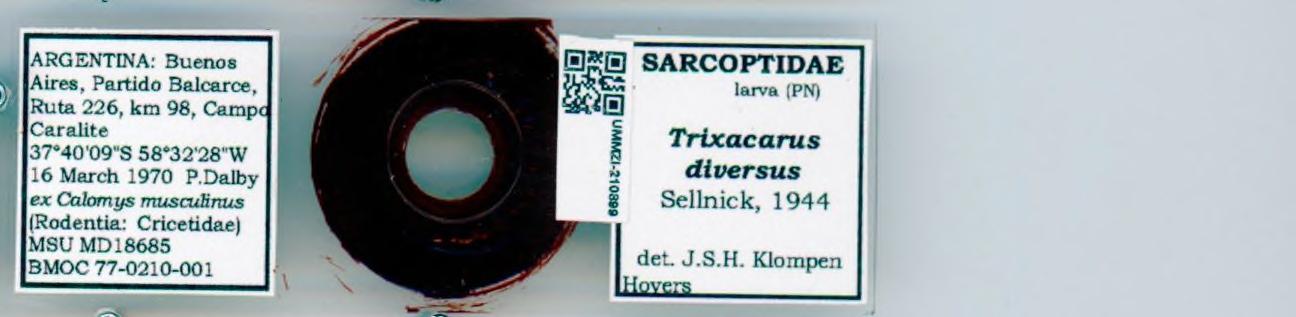 ARGENTINA: Buenos
Aires, Partido Balcarce,
Ruta 226, km 98, Campo
Caralite
37°40'09"S 58°32'28"W
16 March 1970 P.Dalby
ex Calomys musculinus
(Rodentia: Cricetidae)
MSU MD18685
BMOC 77-0210-001
UMMZI-210899
SARCOPTIDAE
larva (PN)
Trixacarus
diversus
Sellnick, 1944
det. J.S.H. Klompen
Hoyers